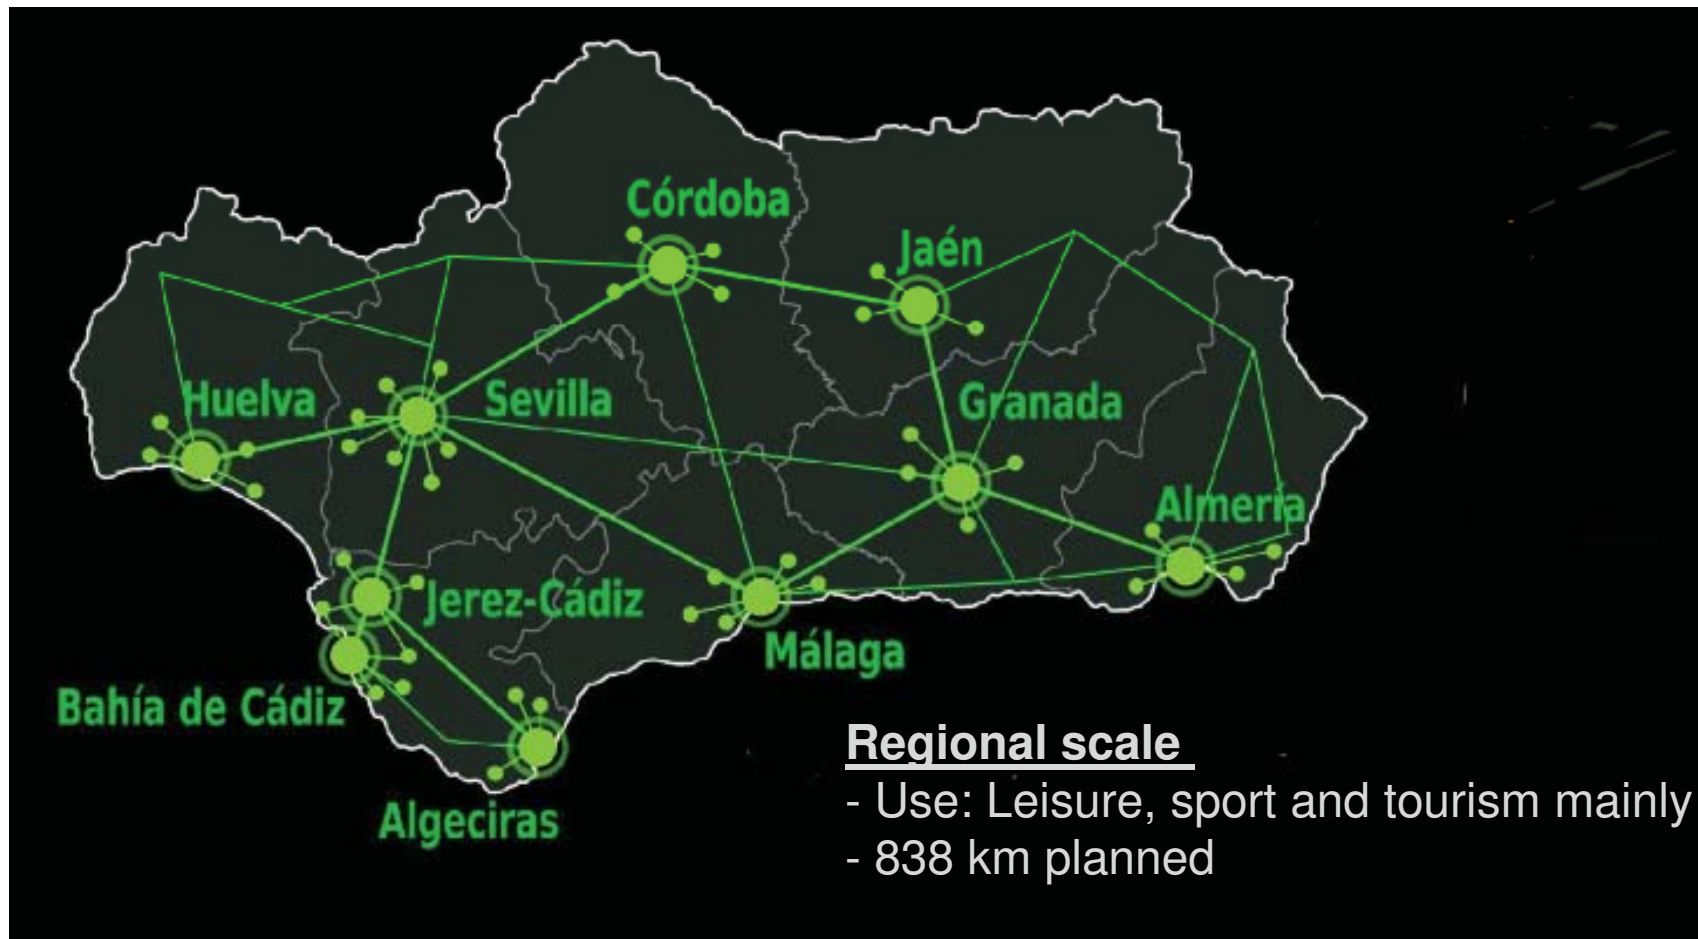 Córdoba
Jaén
Huelva
Sevilla
Granada
Almería
Jerez-Cádiz
Málaga
Bahía de Cádiz
Algeciras
Regional scale
- Use: Leisure, sport and tourism mainly
- 838 km planned